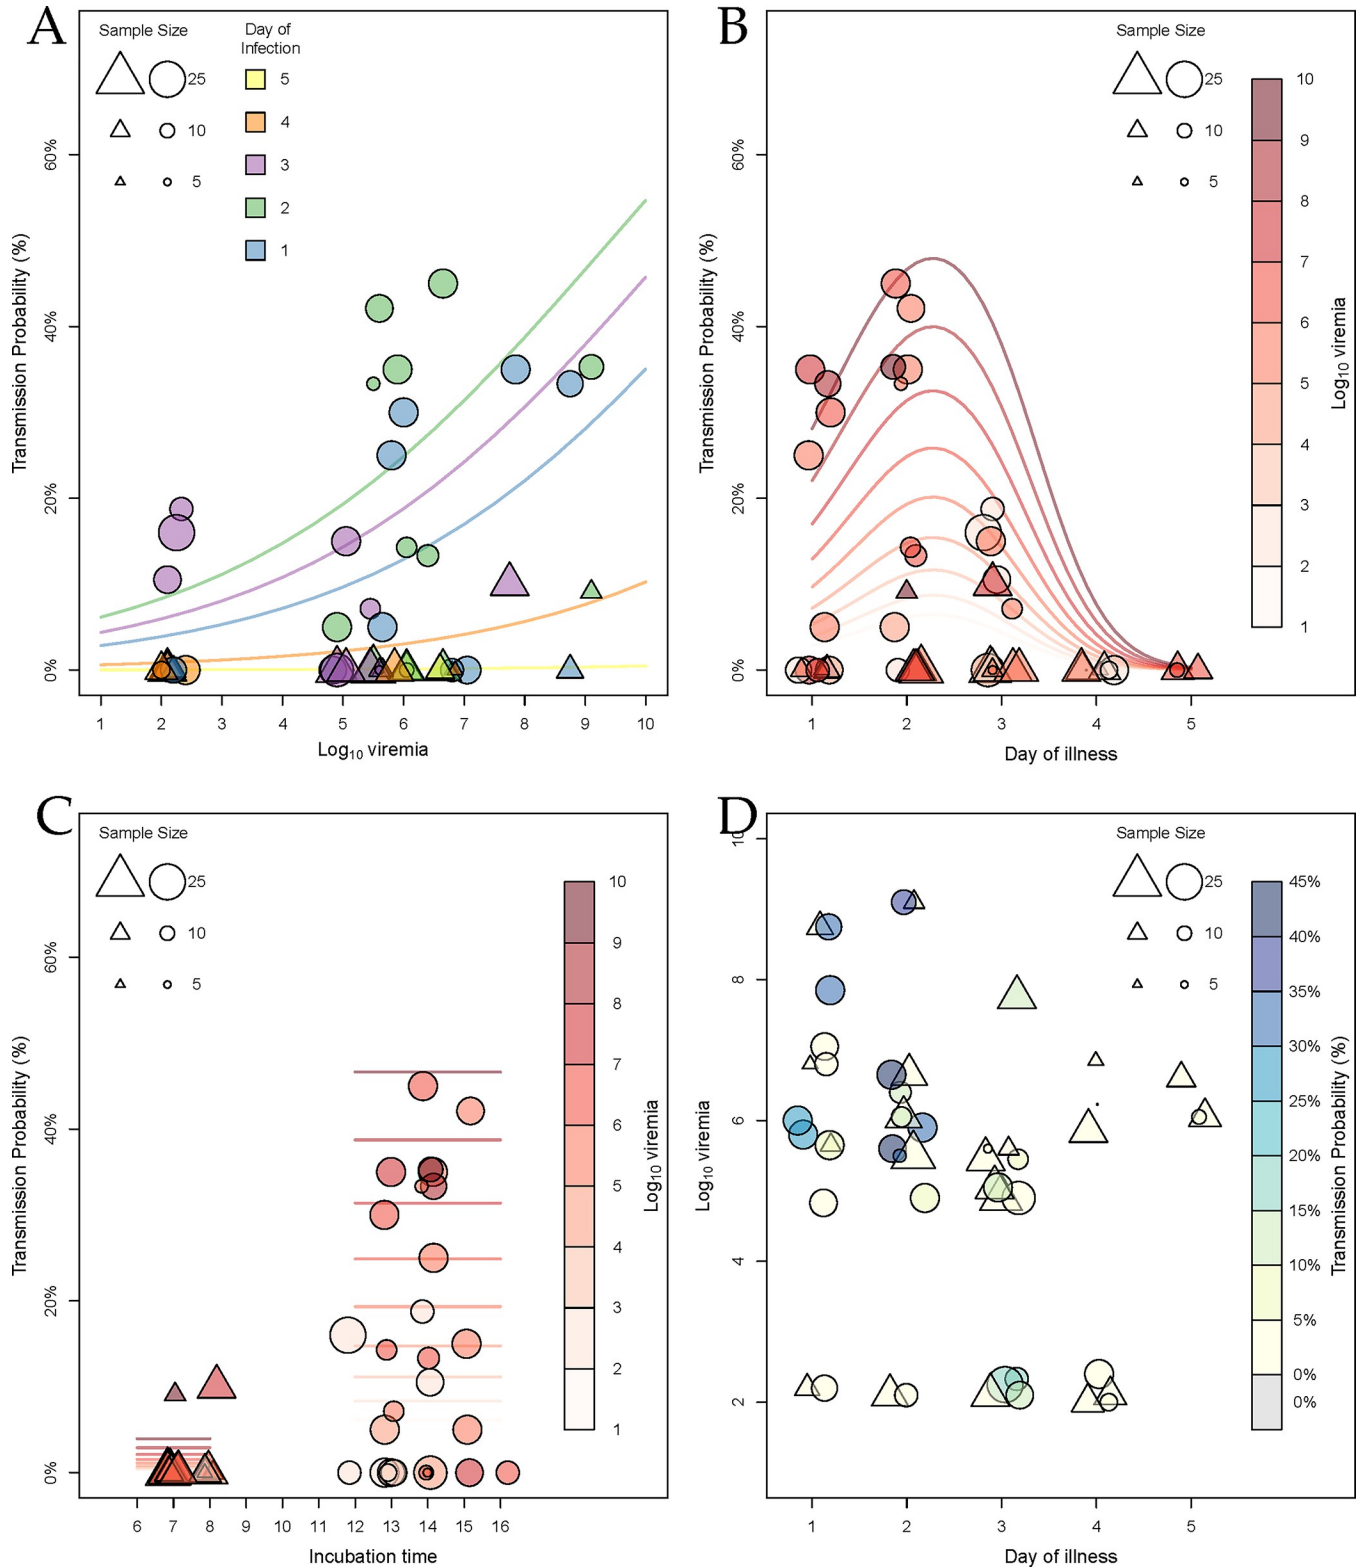 A
Sample Size
25
10
5
Day of
Infection
5
4
3
2
1
Transmission Probability (%)
60%
40%
20%
0%
1 2 3 4 5 6 7 8 9 10
Log10 viremia
B
Sample Size
25
10
5
10
9
8
7
6
5
4
3
2
1
Log10 viremia
Transmission Probability (%)
60%
40%
20%
0%
1 2 3 4 5
Day of illness
C
Sample Size
25
10
5
10
9
8
7
6
5
4
3
2
1
Log10 viremia
Transmission Probability (%)
60%
40%
20%
0%
6 7 8 9 10 11 12 13 14 15 16
Incubation time
D
Sample Size
25
10
5
45%
40%
35%
30%
25%
20%
15%
10%
5%
0%
0%
Transmission Probability (%)
Log10 viremia
10
8
6
4
2
1 2 3 4 5
Day of illness